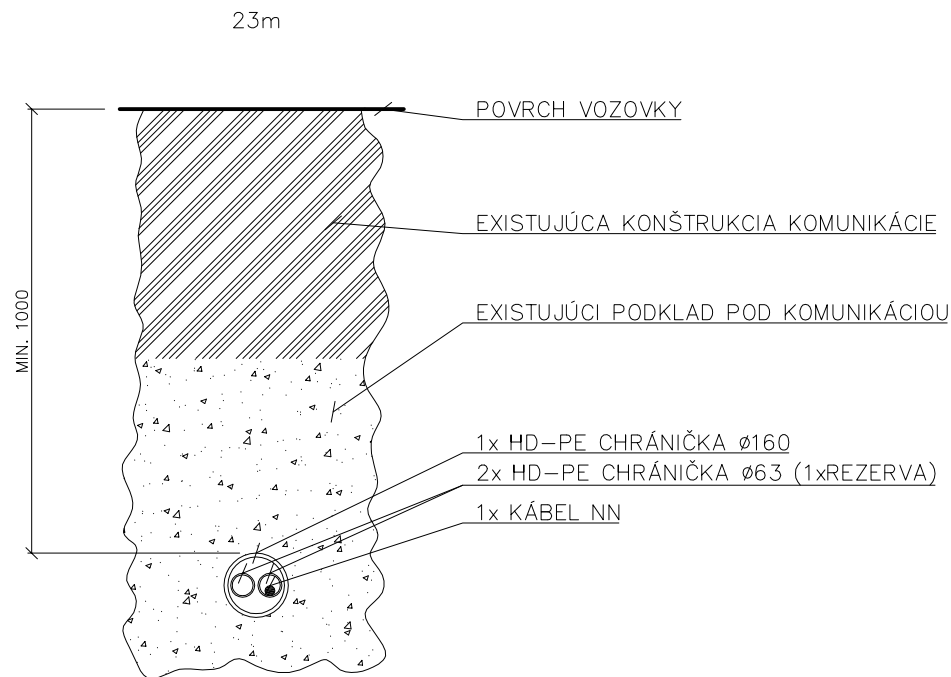 23m
POVRCH VOZOVKY
EXISTUJÚCA KONŠTRUKCIA KOMUNIKÁCIE
MIN. 1000
EXISTUJÚCI PODKLAD POD KOMUNIKÁCIOU
1x HD-PE CHRÁNIČKA ø160
2x HD-PE CHRÁNIČKA ø63 (1xREZERVA)
1x KÁBEL NN